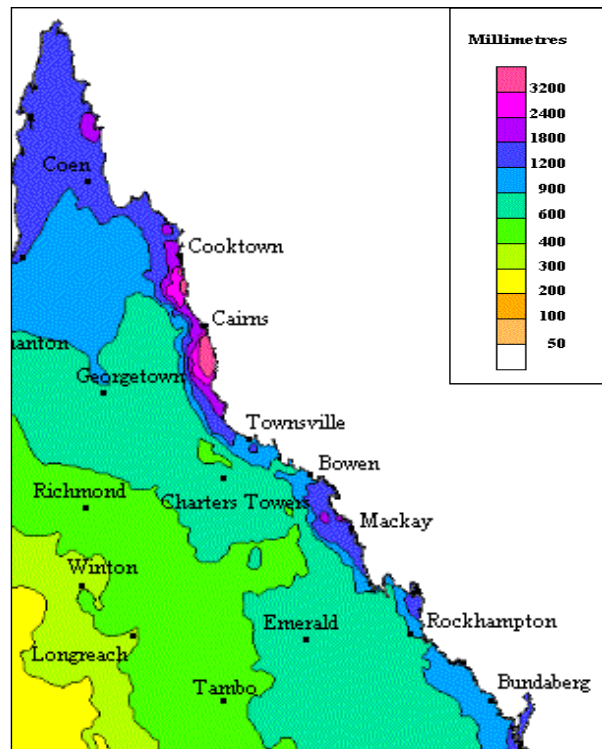 Millimetres
3200
2400
1800
1200
900
600
400
300
200
100
50
Coen
Cooktown
Cairns
anton
Georgetown
Townsville
Bowen
Richmond
Charters Towers
Mackay
Winton
Emerald
Rockhampton
Longreach
Tambo
Bundaberg